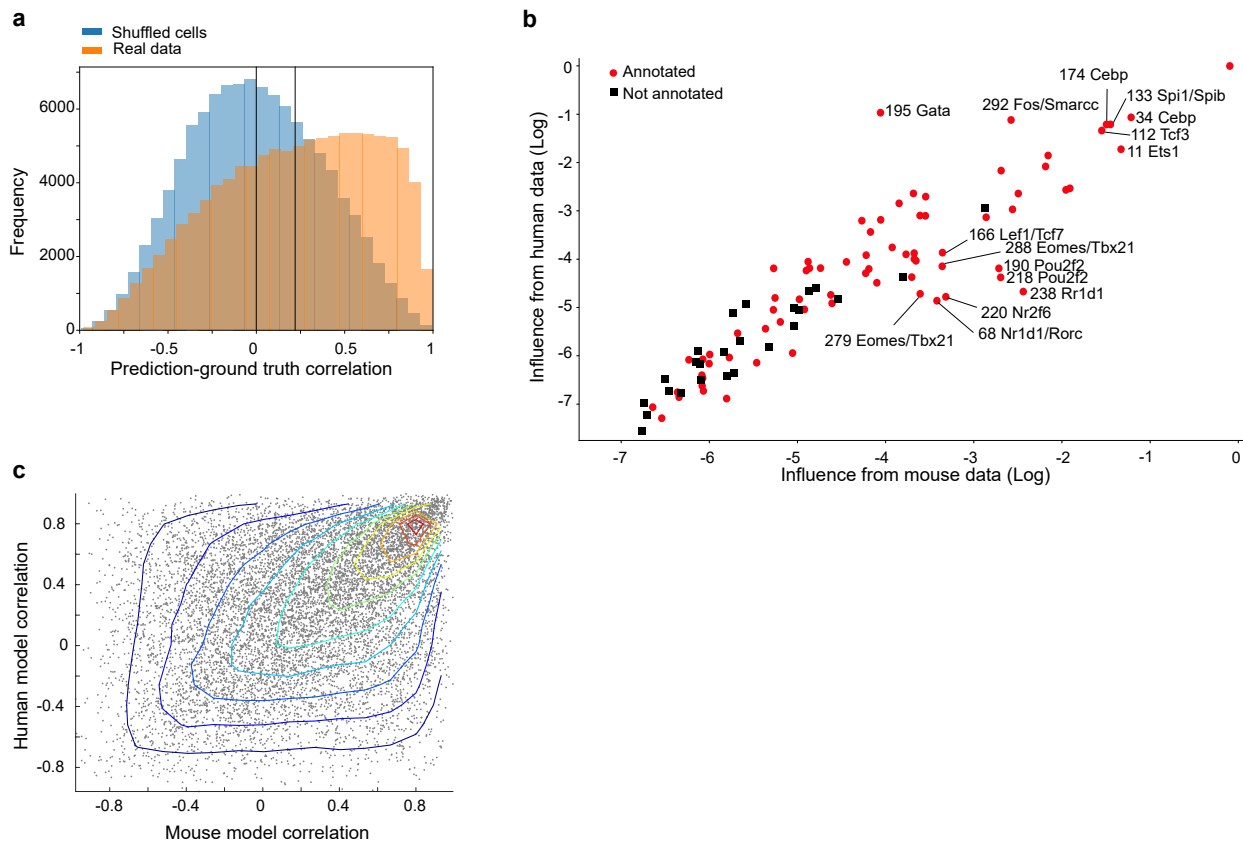 a
Shuffled cells
Real data
6000
4000
2000
0
Frequency
-1
-0.5
0
0.5
1
Prediction-ground truth correlation
b
Annotated
Not annotated
0
-1
-2
-3
-4
-5
-6
-7
Influence from human data (Log)
174 Cebp
133 Spi1/Spib
292 Fos/Smarcc
195 Gata
34 Cebp
112 Tcf3
11 Ets1
166 Lef1/Tcf7
288 Eomes/Tbx21
190 Pou2f2
218 Pou2f2
238 Rr1d1
220 Nr2f6
279 Eomes/Tbx21
68 Nr1d1/Rorc
-7
-6
-5
-4
-3
-2
-1
0
Influence from mouse data (Log)
c
0.8
0.4
0
-0.4
-0.8
Human model correlation
-0.8
-0.4
0
0.4
0.8
Mouse model correlation